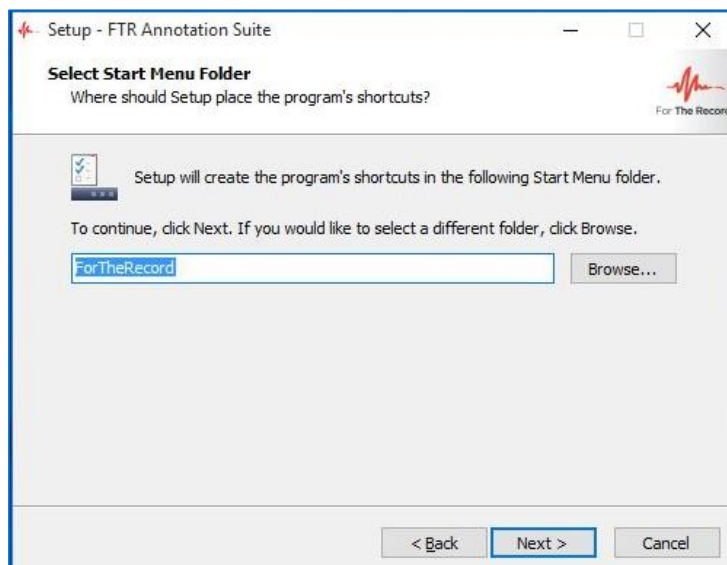 Setup - FTR Annotation Suite
Select Start Menu Folder
Where should Setup place the program's shortcuts?
For The Record
Setup will create the program's shortcuts in the following Start Menu folder.
To continue, click Next. If you would like to select a different folder, click Browse.
ForTheRecord
Browse...
< Back
Next >
Cancel